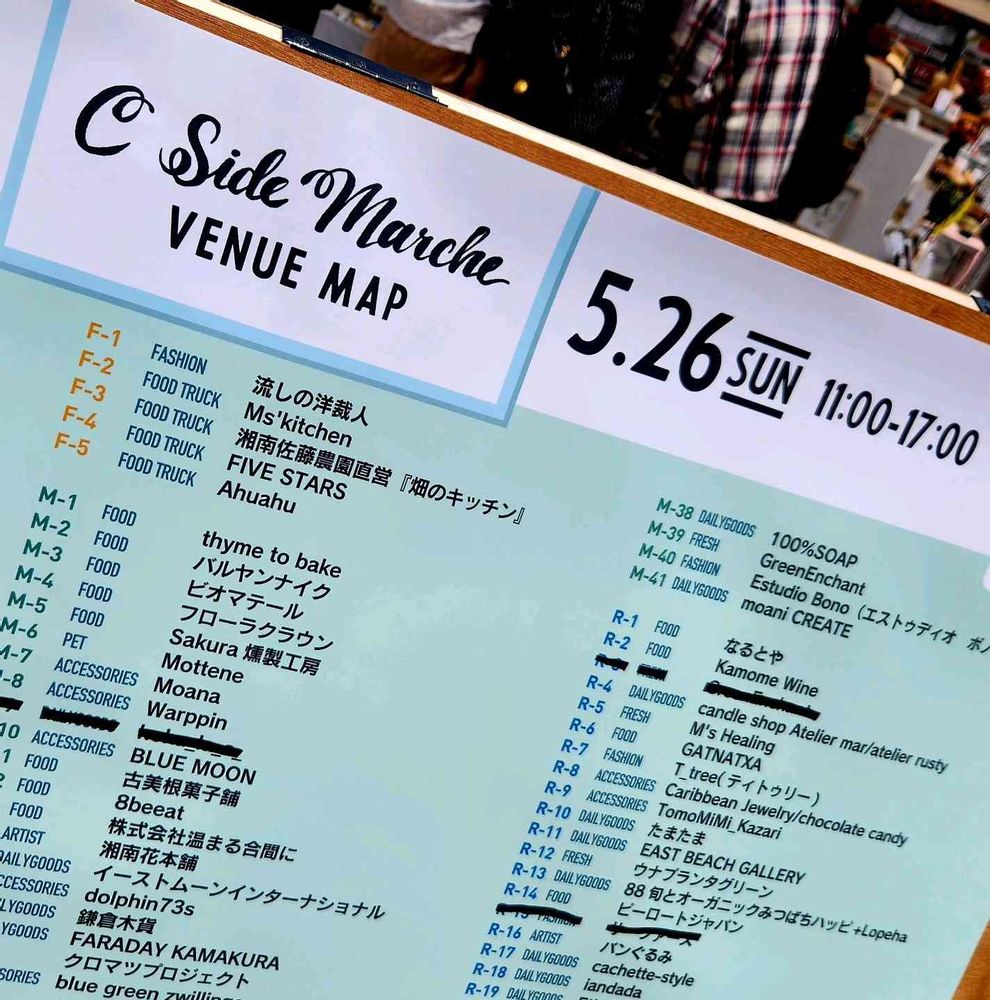 C Side Marche
VENUE MAP
5.26 SUN 11:00-17:00
F-1 FASHION 流しの洋裁人
F-2 FOOD TRUCK Ms'kitchen
F-3 FOOD TRUCK 湘南佐藤農園直営『畑のキッチン』
F-4 FOOD TRUCK FIVE STARS
F-5 FOOD TRUCK Ahuahu
M-1 FOOD thyme to bake
M-2 FOOD バルヤンナイク
M-3 FOOD ビオマテール
M-4 FOOD フローラクラウン
M-5 FOOD Sakura 燻製工房
M-6 PET Mottene
M-7 ACCESSORIES Moana
-8 ACCESSORIES Warppin
10 ACCESSORIES BLUE MOON
1 FOOD 古美根菓子舗
FOOD 8beeat
FOOD 株式会社温まる合間に
ARTIST 湘南花本舗
DAILYGOODS イーストムーンインターナショナル
CCESSORIES dolphin73s
LYGOODS 鎌倉木貨
YGOODS FARADAY KAMAKURA
クロマツプロジェクト
SORIES blue green zwillinge
M-38 DAILYGOODS 100%SOAP
M-39 FRESH GreenEnchant
M-40 FASHION Estudio Bono（エストゥディオ ボノ
M-41 DAILYGOODS moani CREATE
R-1 FOOD なるとや
R-2 FOOD Kamome Wine
R-4 DAILYGOODS candle shop Atelier mar/atelier rusty
R-5 FRESH M's Healing
R-6 FOOD GATNATXA
R-7 FASHION T_tree(ティトゥリー）
R-8 ACCESSORIES Caribbean Jewelry/chocolate candy
R-9 ACCESSORIES TomoMiMi_Kazari
R-10 DAILYGOODS たまたま
R-11 DAILYGOODS EAST BEACH GALLERY
R-12 FRESH ウナプランタグリーン
R-13 DAILYGOODS 88 旬とオーガニックみつばちハッピ+Lopeha
R-14 FOOD ピーロートジャパン
R-16 ARTIST パンぐるみ
R-17 DAILYGOODS cachette-style
R-18 DAILYGOODS iandada
R-19 DAILYGOODS